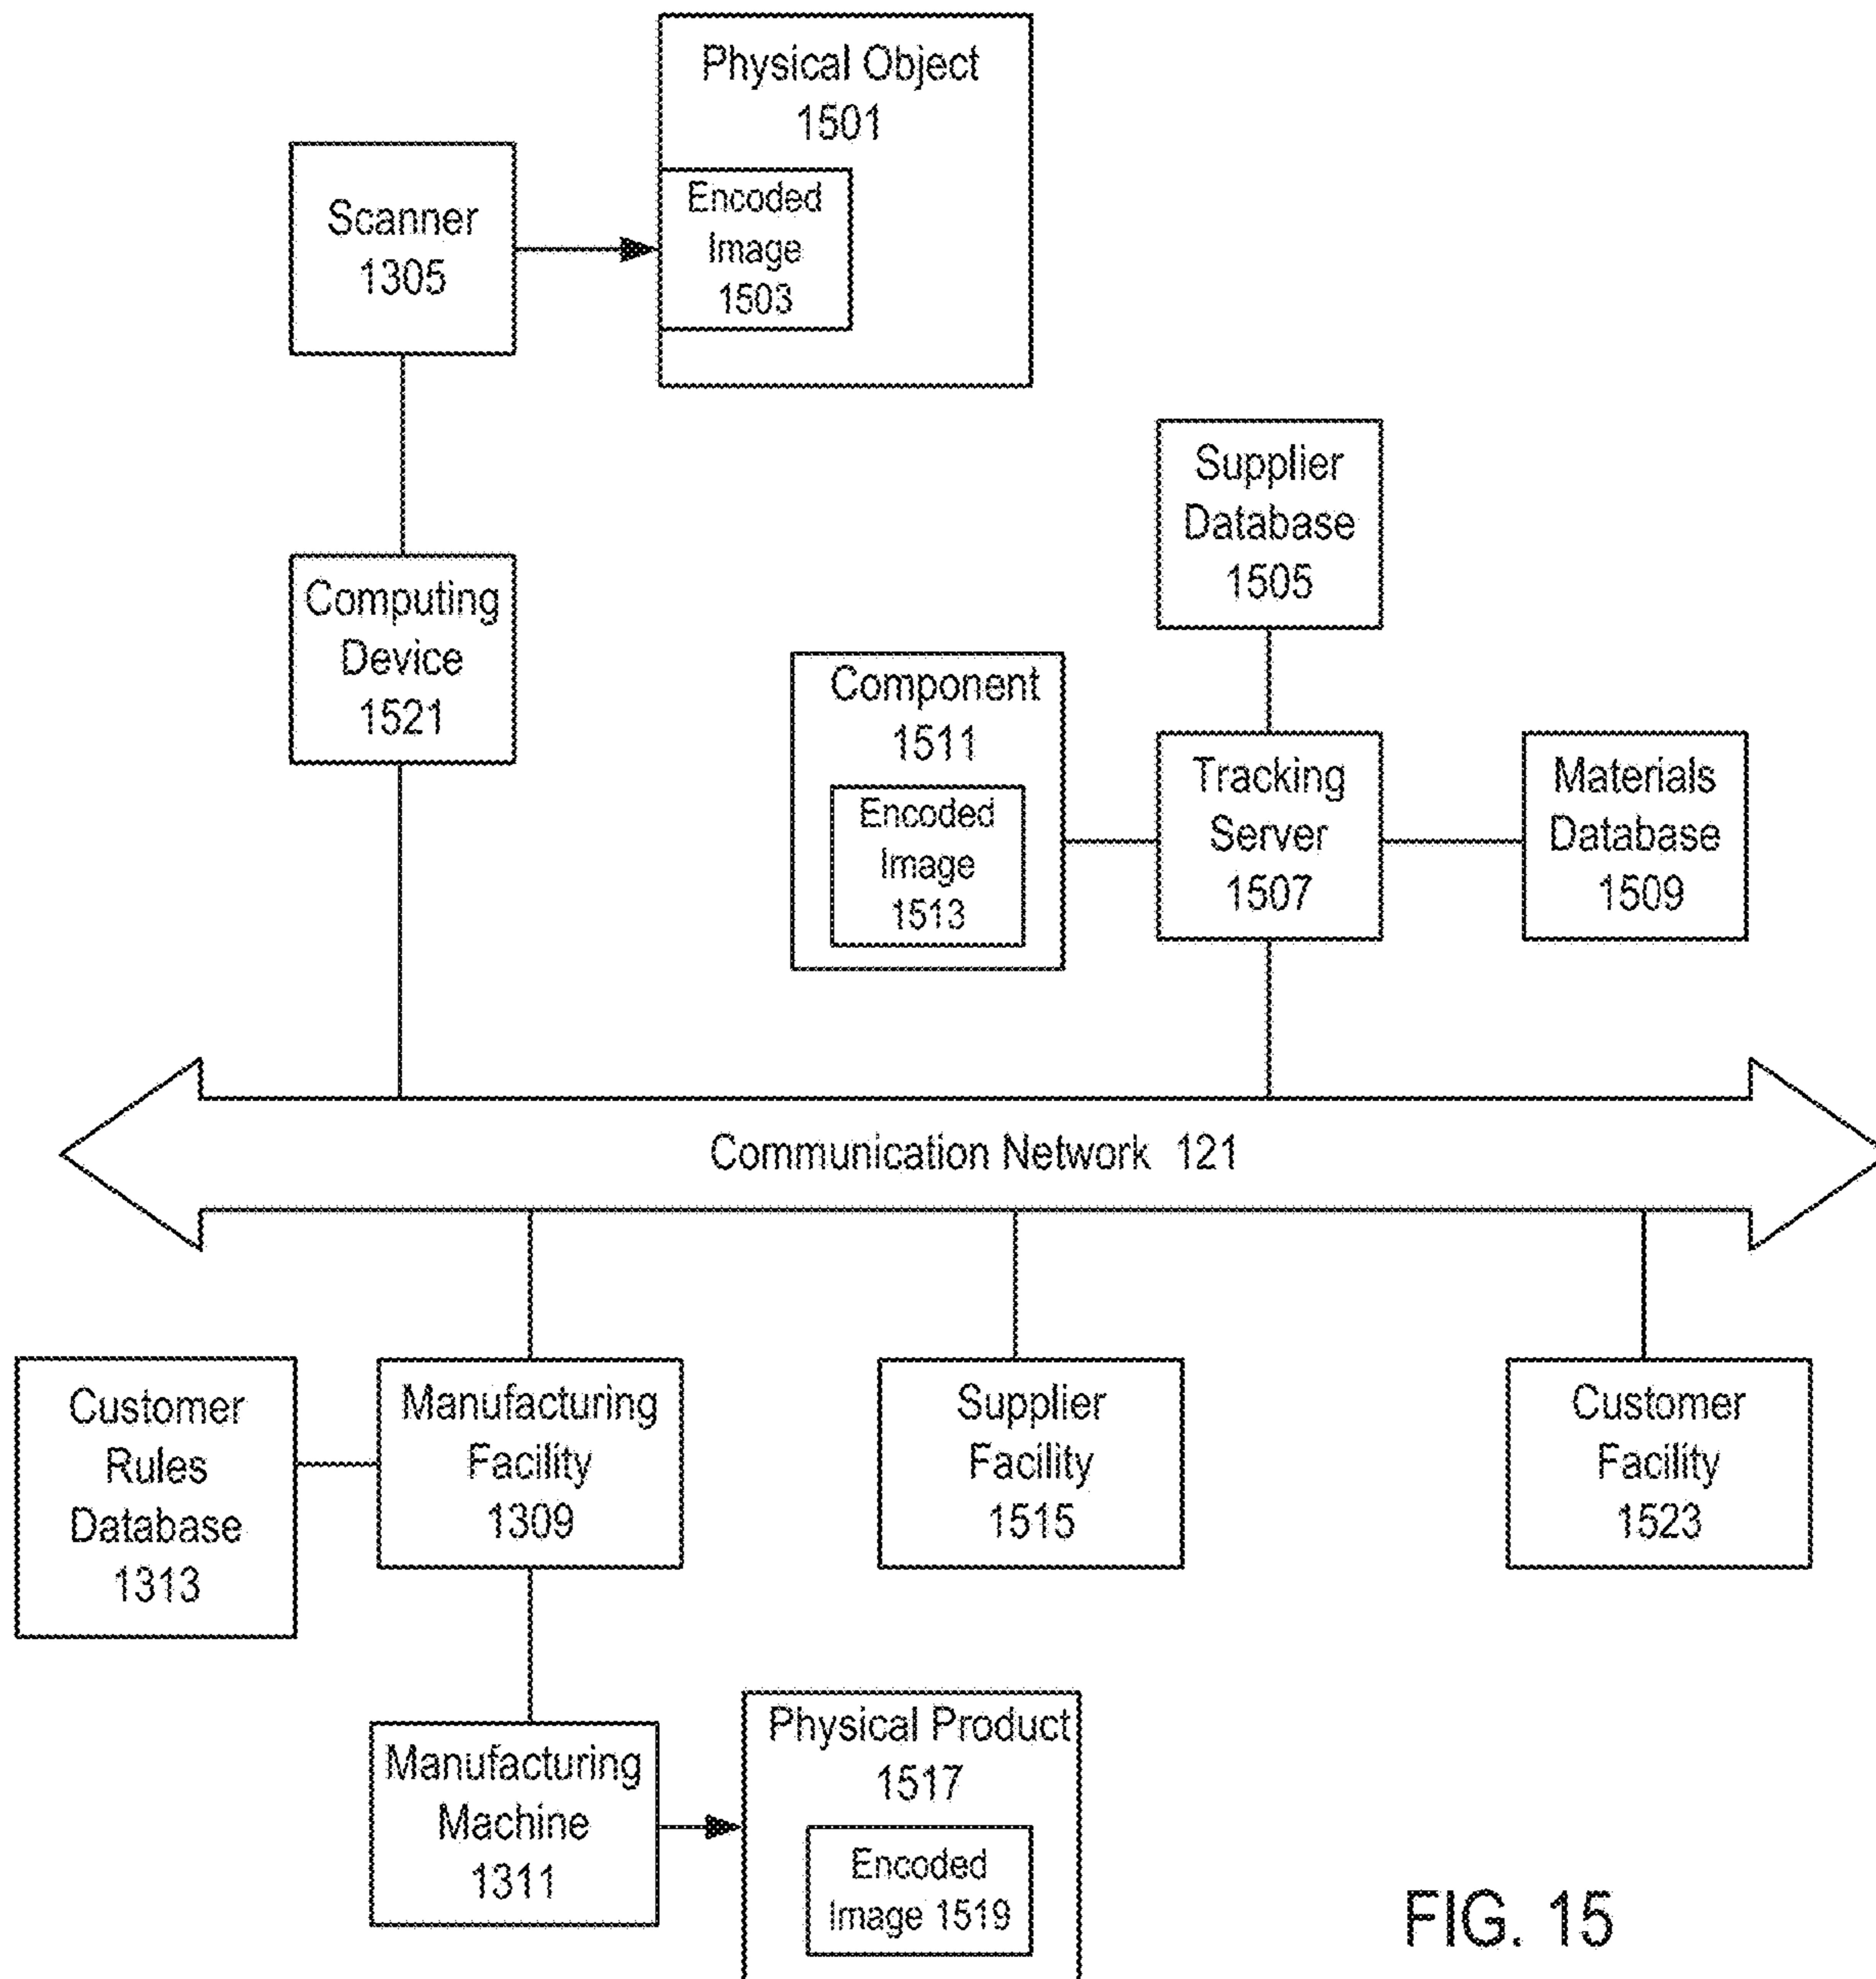 Physical Object
1501
Encoded
Image
1503
Scanner
1305
Supplier
Database
1505
Computing
Device
1521
Component
1511
Encoded
Image
1513
Tracking
Server
1507
Materials
Database
1509
Communication Network 121
Customer
Rules
Database
1313
Manufacturing
Facility
1309
Supplier
Facility
1515
Customer
Facility
1523
Manufacturing
Machine
1311
Physical Product
1517
Encoded
Image 1519
FIG. 15